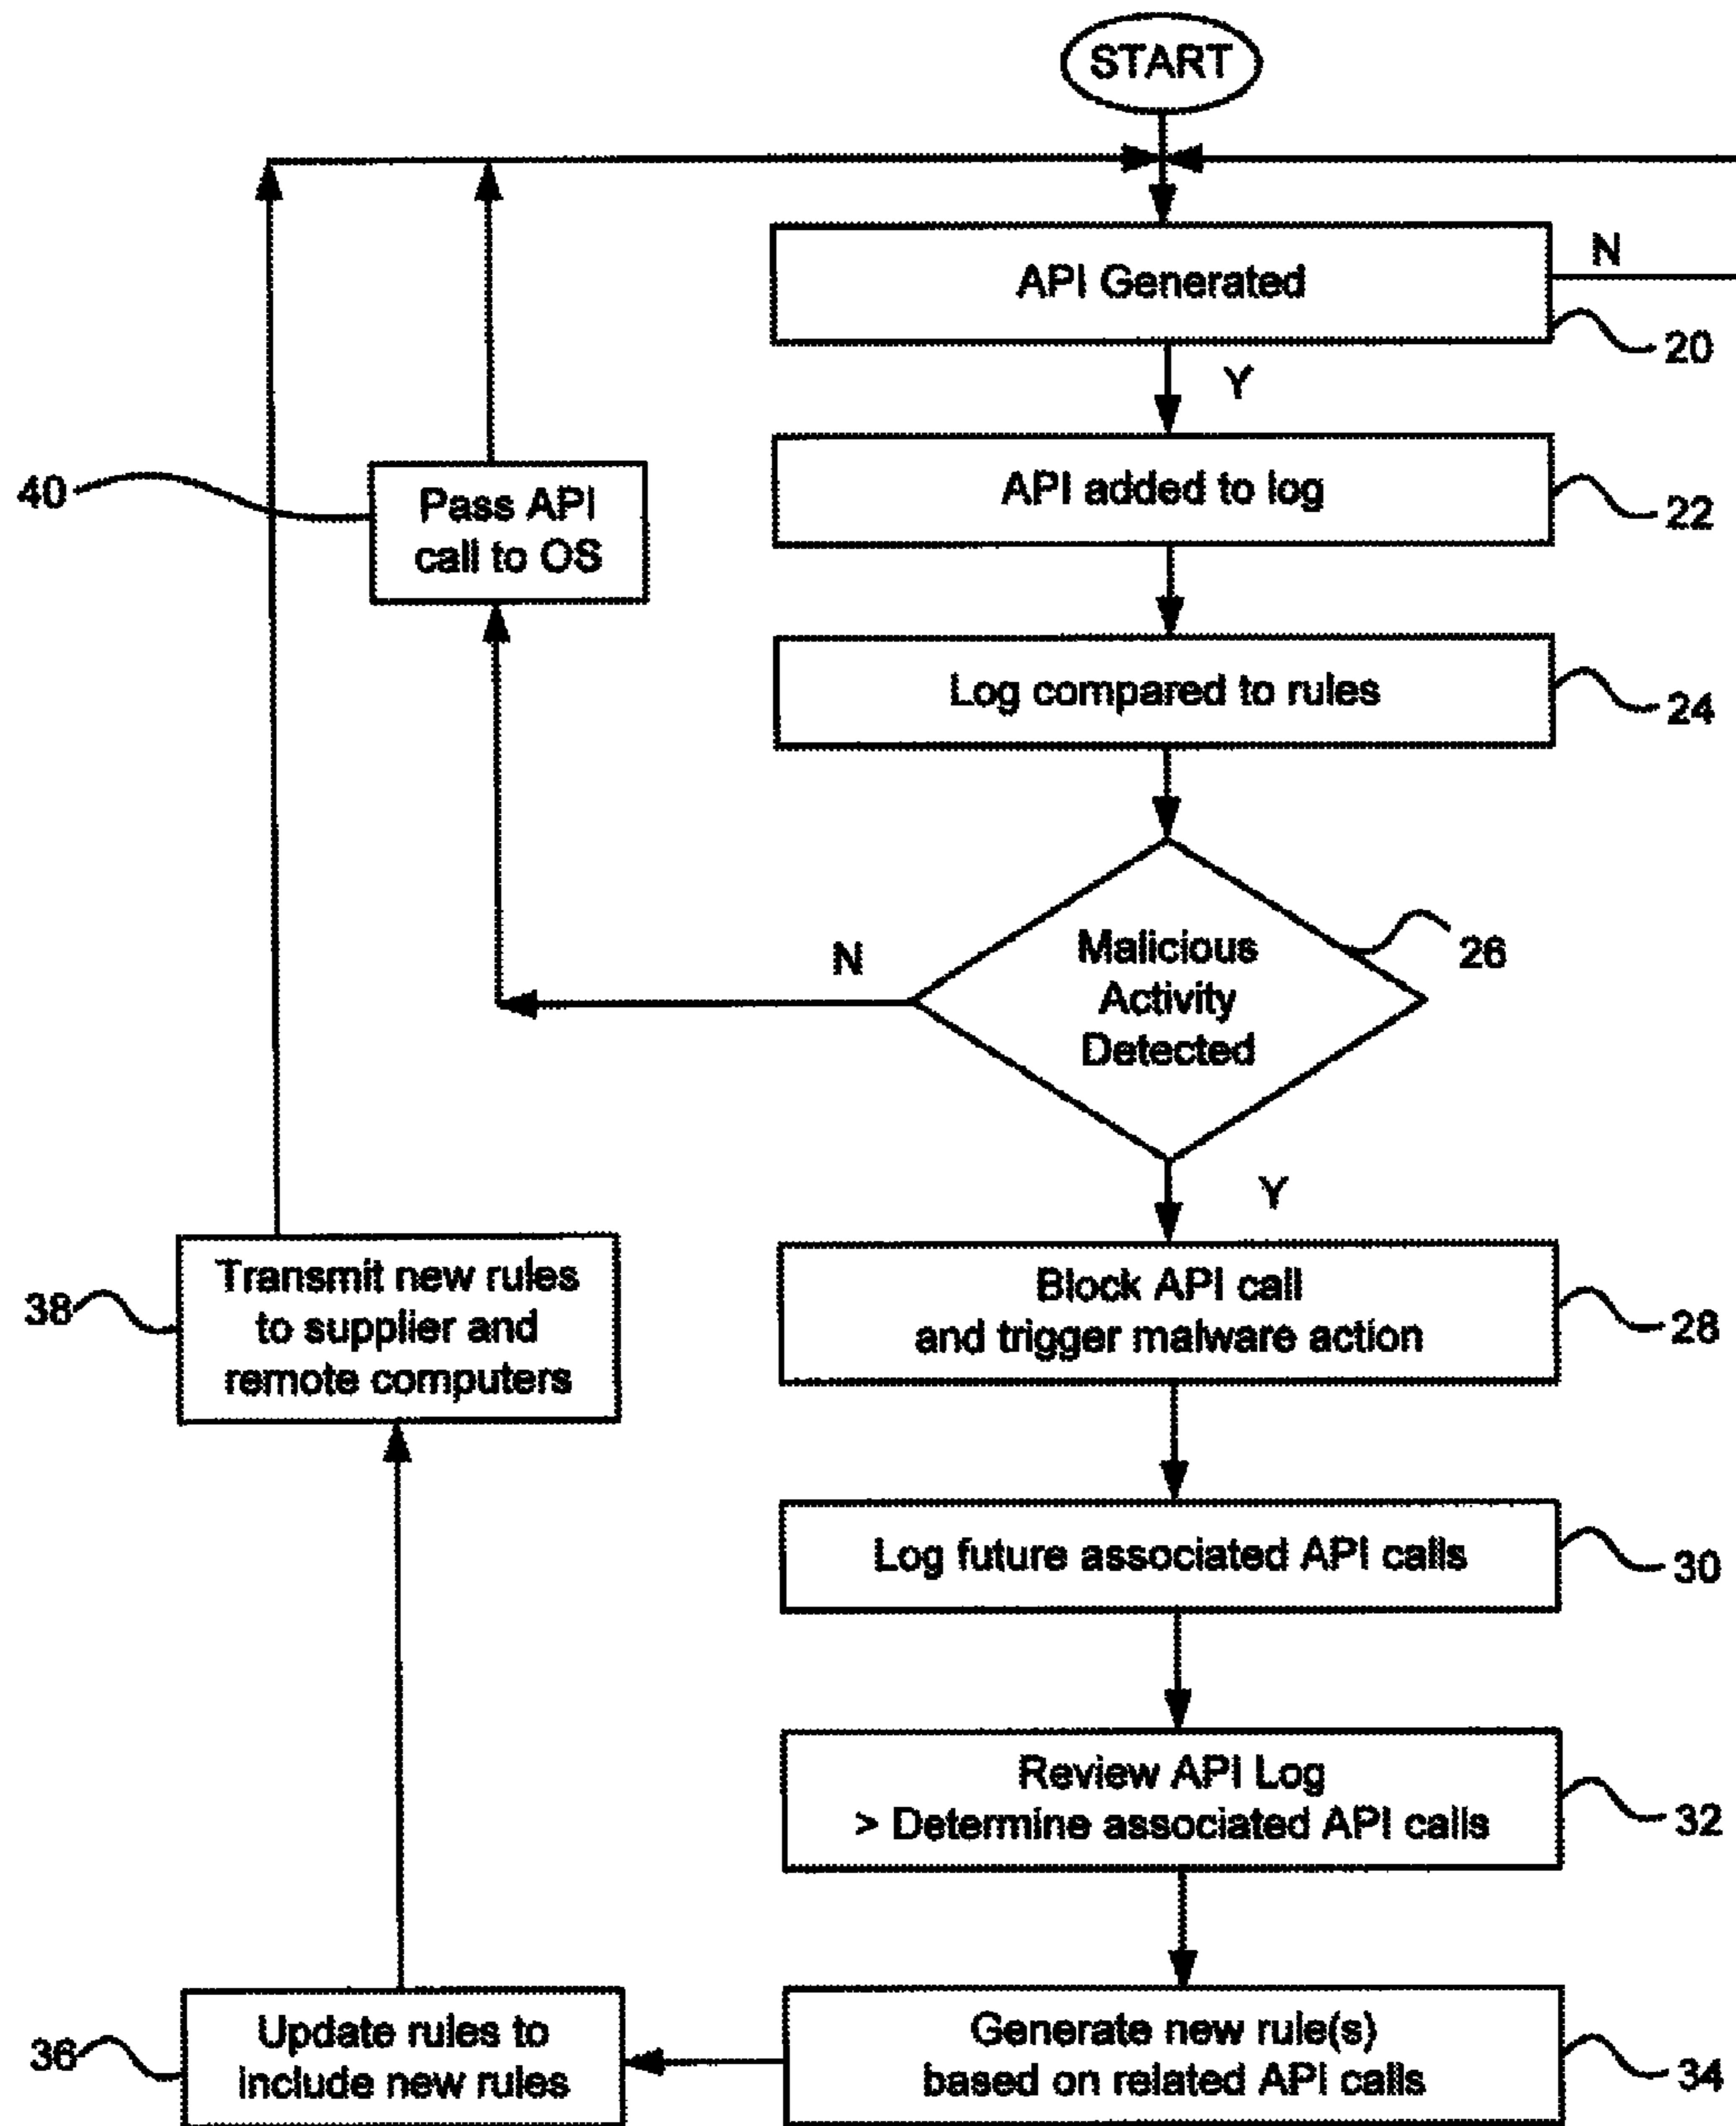 START
API Generated
N
20
Y
API added to log
22
40
Pass API
call to OS
Log compared to rules
24
Malicious
Activity
Detected
26
N
Y
Transmit new rules
to supplier and
remote computers
38
Block API call
and trigger malware action
28
Log future associated API calls
30
Review API Log
> Determine associated API calls
32
Update rules to
include new rules
36
Generate new rule(s)
based on related API calls
34